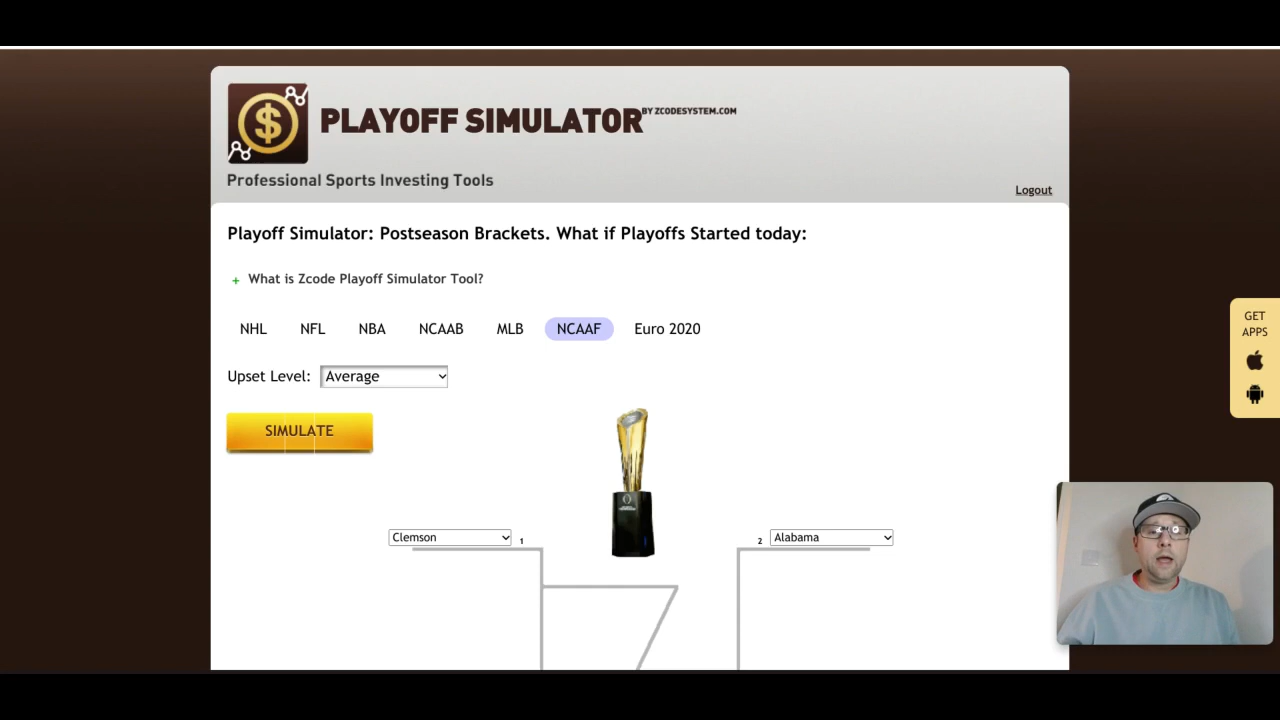 PLAYOFF SIMULATOR BY ZCODESYSTEM.COM
Professional Sports Investing Tools
Logout
Playoff Simulator: Postseason Brackets. What if Playoffs Started today:
+ What is Zcode Playoff Simulator Tool?
NHL NFL NBA NCAAB MLB NCAAF Euro 2020
GET
APPS
Upset Level: Average
SIMULATE
Clemson 1 2 Alabama